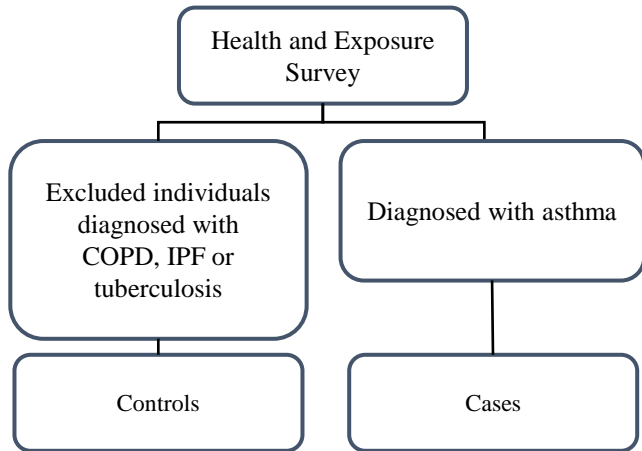 Health and Exposure
Survey
Excluded individuals
diagnosed with
COPD, IPF or
tuberculosis
Diagnosed with asthma
Controls
Cases